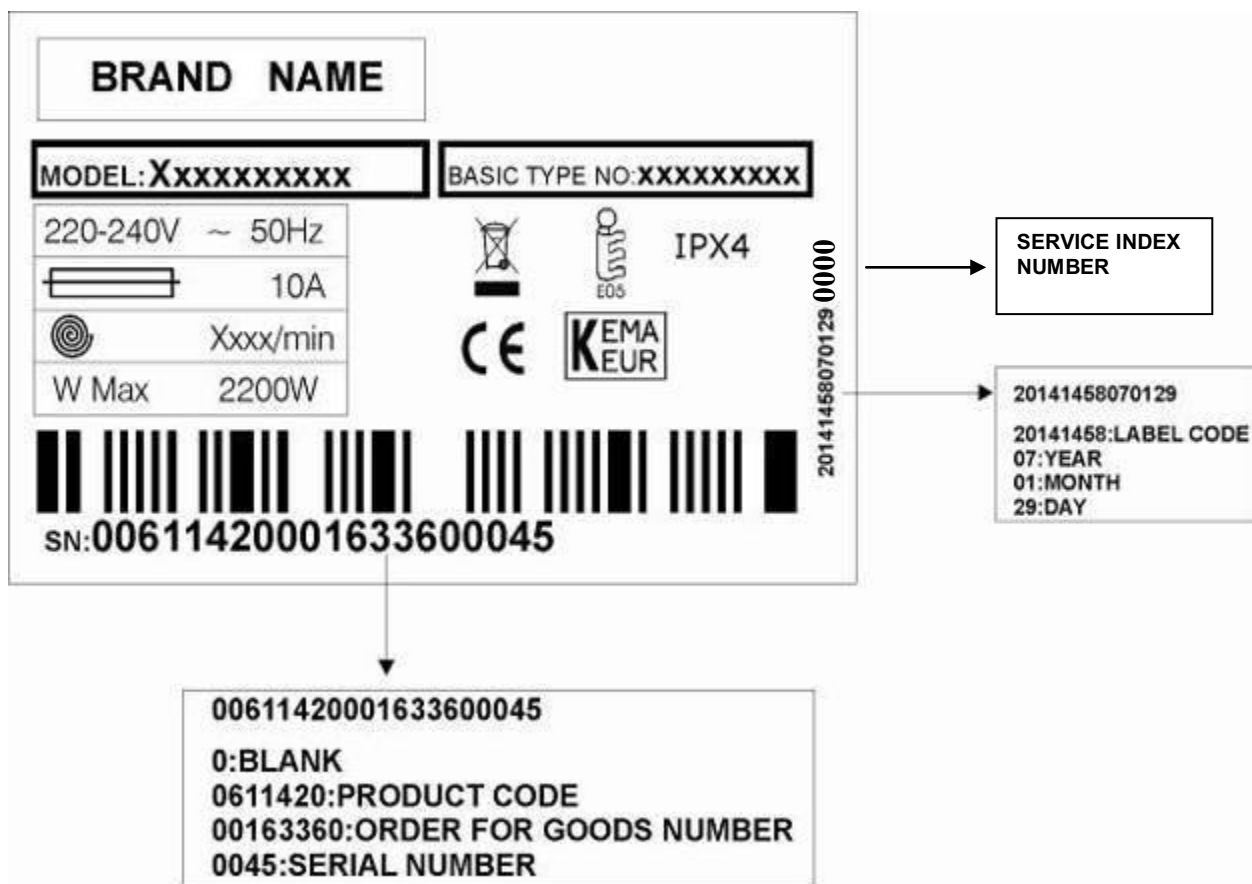 BRAND NAME
MODEL:Xxxxxxxxxx
BASIC TYPE NO:xxxxxxxxx
220-240V ~ 50Hz
10A
Xxxx/min
W Max 2200W
E05
IPX4
CE
KEMA
EUR
20141458070129 0000
SN:00611420001633600045
SERVICE INDEX
NUMBER
20141458070129
20141458:LABEL CODE
07:YEAR
01:MONTH
29:DAY
00611420001633600045
0:BLANK
0611420:PRODUCT CODE
00163360:ORDER FOR GOODS NUMBER
0045:SERIAL NUMBER